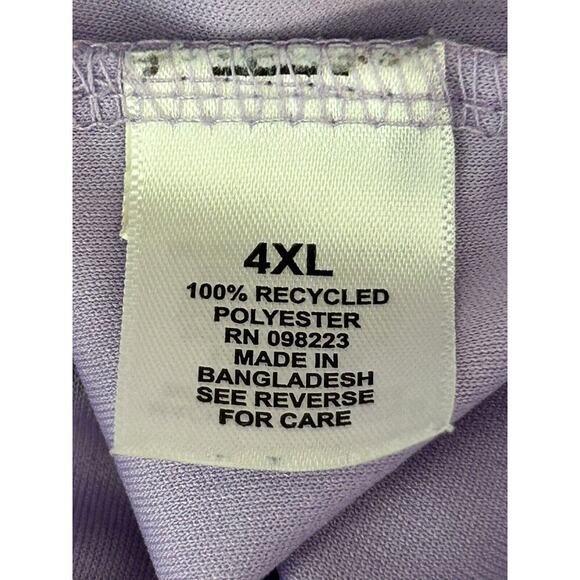 4XL
100% RECYCLED
POLYESTER
RN 098223
MADE IN
BANGLADESH
SEE REVERSE
FOR CARE